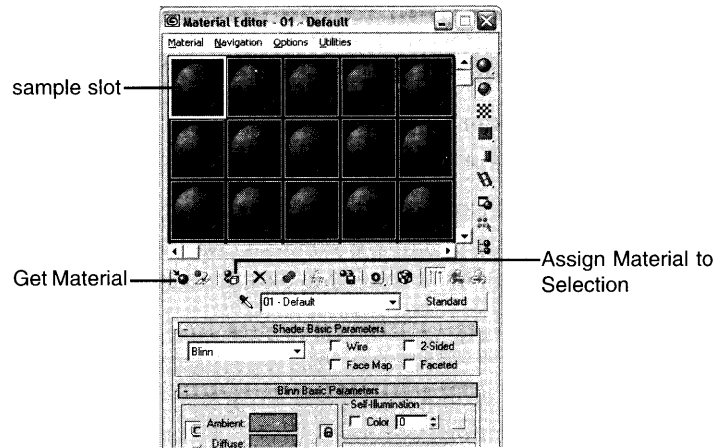 Material Editor - 01 - Default
Material Navigation Options Utilities
sample slot
Get Material
Assign Material to
Selection
01 - Default
Standard
Shader Basic Parameters
Blinn
Wire
2-Sided
Face Map
Faceted
Blinn Basic Parameters
Self-Illumination
Ambient:
Color 0
Diffuse: